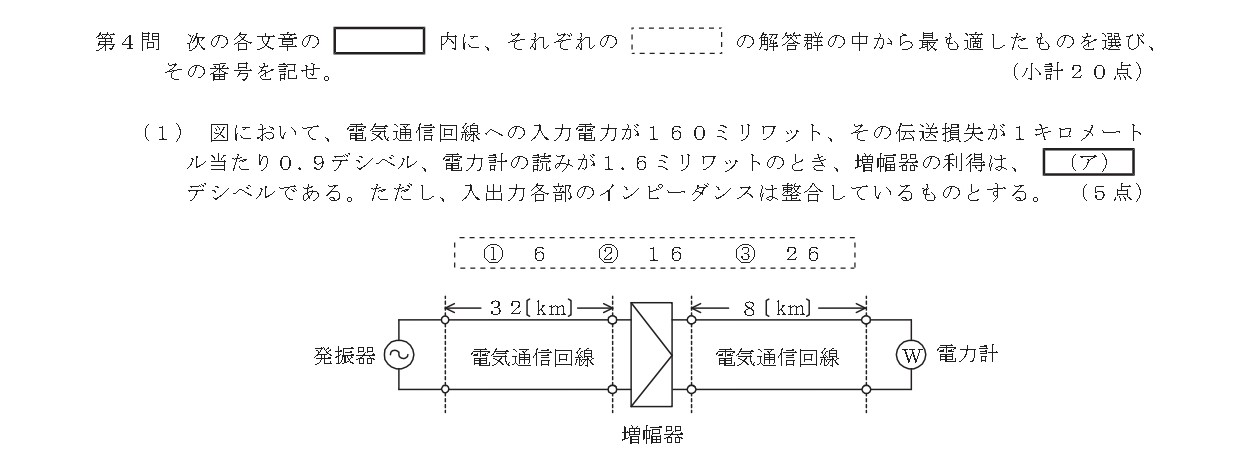 第４問　次の各文章の　　　　内に、それぞれの　　　　の解答群の中から最も適したものを選び、
その番号を記せ。　（小計２０点）
（１）　図において、電気通信回線への入力電力が１６０ミリワット、その伝送損失が１キロメート
ル当たり０.９デシベル、電力計の読みが１.６ミリワットのとき、増幅器の利得は、　（ア）
デシベルである。ただし、入出力各部のインピーダンスは整合しているものとする。　（５点）
①　６　　②　１６　　③　２６
３２〔km〕　８〔km〕
発振器　電気通信回線　電気通信回線　W　電力計
増幅器